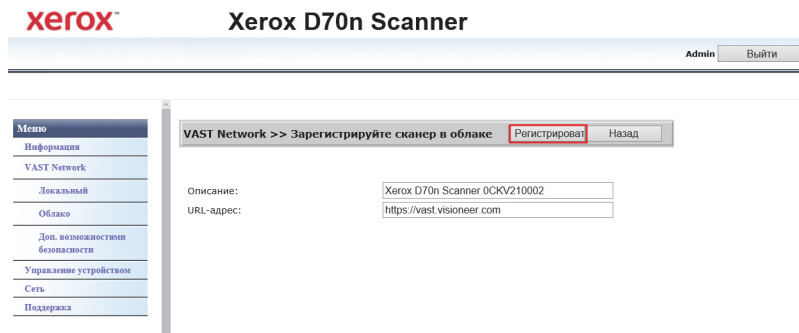 xerox™
Xerox D70n Scanner
Admin Выйти
Меню
Информация
VAST Network
Локальный
Облако
Доп. возможностями
безопасности
Управление устройством
Сеть
Поддержка
VAST Network >> Зарегистрируйте сканер в облаке Регистрироват Назад
Описание: Xerox D70n Scanner 0CKV210002
URL-адрес: https://vast.visioneer.com